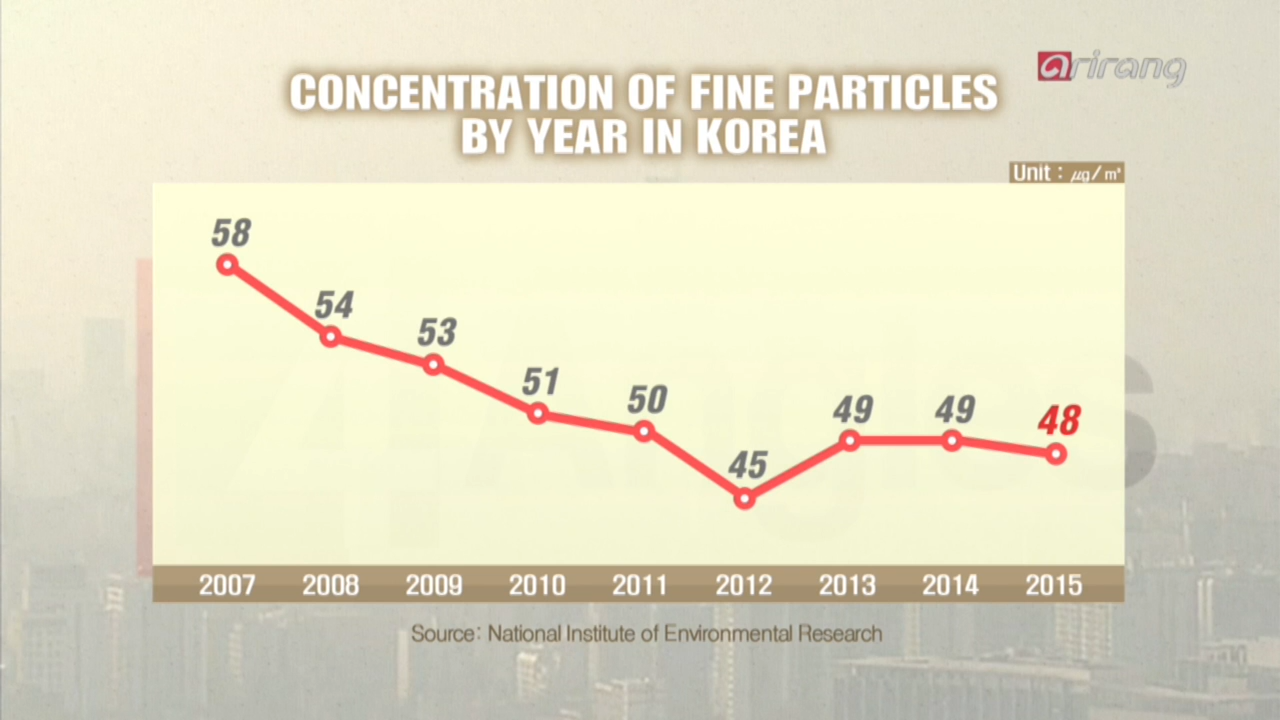 arirang
CONCENTRATION OF FINE PARTICLES
BY YEAR IN KOREA
Unit : ㎍/㎥
58
54
53
51
50
45
49
49
48
2007 2008 2009 2010 2011 2012 2013 2014 2015
Source: National Institute of Environmental Research